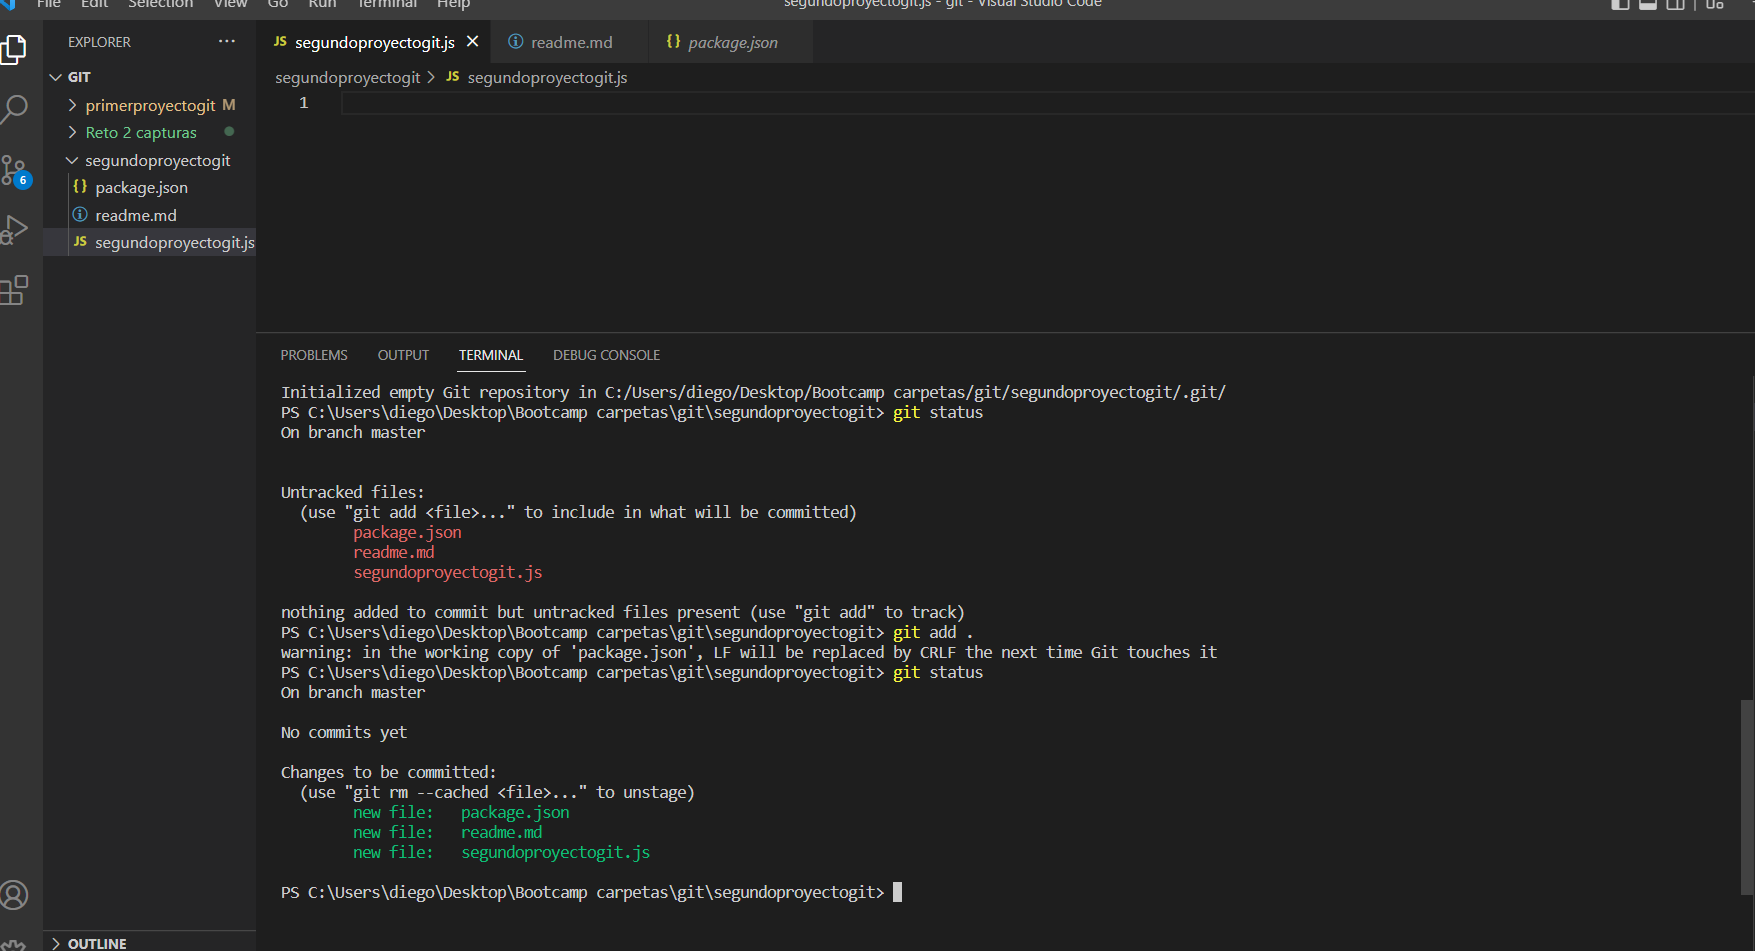 File Edit Selection View Go Run Terminal Help segundoproyectogit.js - git - Visual Studio Code
EXPLORER ···
GIT
primerproyectogit M
Reto 2 capturas
segundoproyectogit
{} package.json
readme.md
JS segundoproyectogit.js
6
OUTLINE
JS segundoproyectogit.js readme.md {} package.json
segundoproyectogit > JS segundoproyectogit.js
1
PROBLEMS OUTPUT TERMINAL DEBUG CONSOLE
Initialized empty Git repository in C:/Users/diego/Desktop/Bootcamp carpetas/git/segundoproyectogit/.git/
PS C:\Users\diego\Desktop\Bootcamp carpetas\git\segundoproyectogit> git status
On branch master
Untracked files:
(use "git add <file>..." to include in what will be committed)
package.json
readme.md
segundoproyectogit.js
nothing added to commit but untracked files present (use "git add" to track)
PS C:\Users\diego\Desktop\Bootcamp carpetas\git\segundoproyectogit> git add .
warning: in the working copy of 'package.json', LF will be replaced by CRLF the next time Git touches it
PS C:\Users\diego\Desktop\Bootcamp carpetas\git\segundoproyectogit> git status
On branch master
No commits yet
Changes to be committed:
(use "git rm --cached <file>..." to unstage)
new file: package.json
new file: readme.md
new file: segundoproyectogit.js
PS C:\Users\diego\Desktop\Bootcamp carpetas\git\segundoproyectogit>